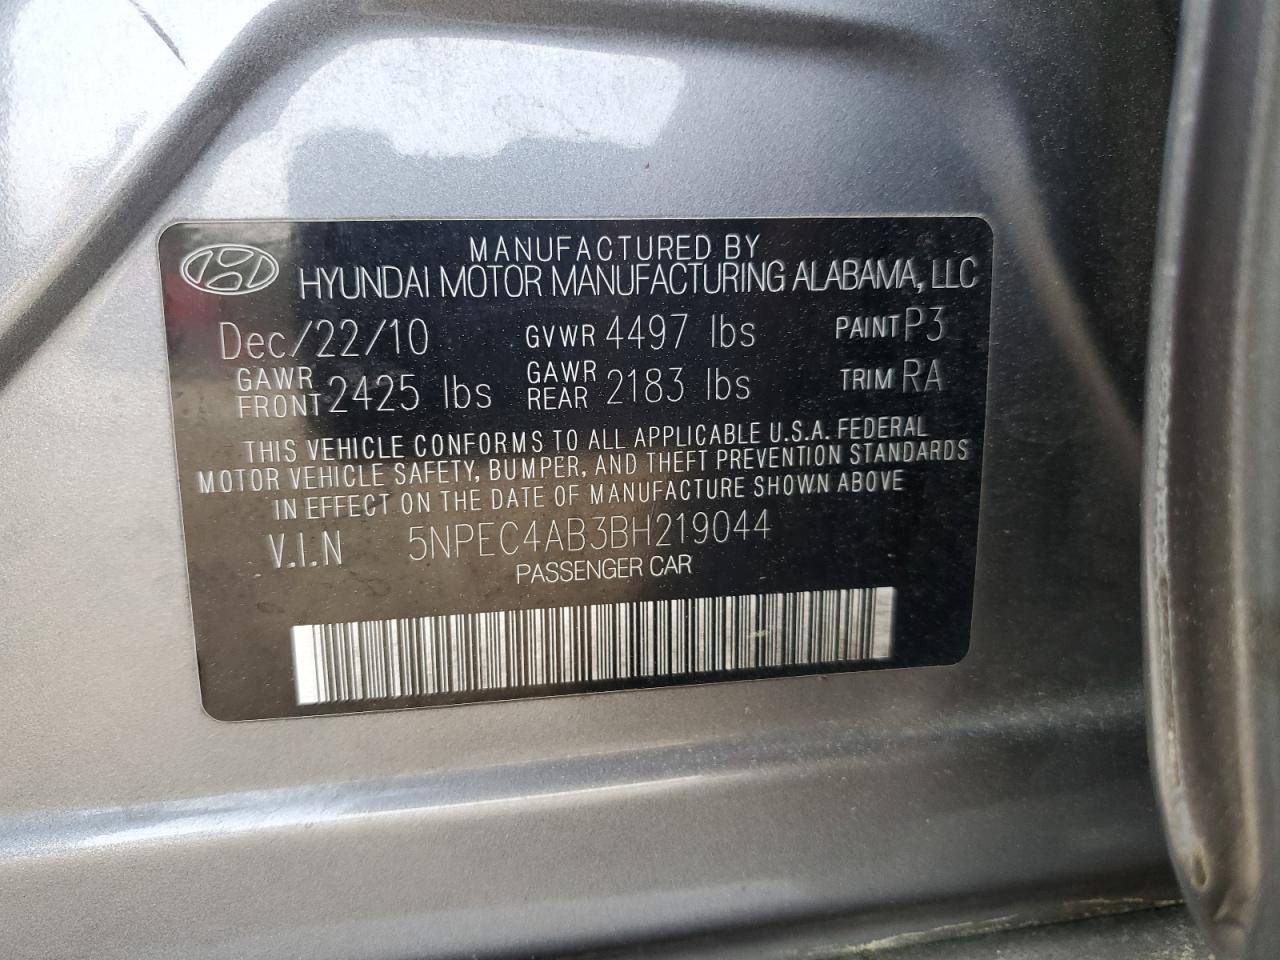 MANUFACTURED BY
HYUNDAI MOTOR MANUFACTURING ALABAMA, LLC
Dec/22/10 GVWR 4497 lbs PAINT P3
GAWR FRONT 2425 lbs GAWR REAR 2183 lbs TRIM RA
THIS VEHICLE CONFORMS TO ALL APPLICABLE U.S.A. FEDERAL
MOTOR VEHICLE SAFETY, BUMPER, AND THEFT PREVENTION STANDARDS
IN EFFECT ON THE DATE OF MANUFACTURE SHOWN ABOVE
V.I.N 5NPEC4AB3BH219044
PASSENGER CAR